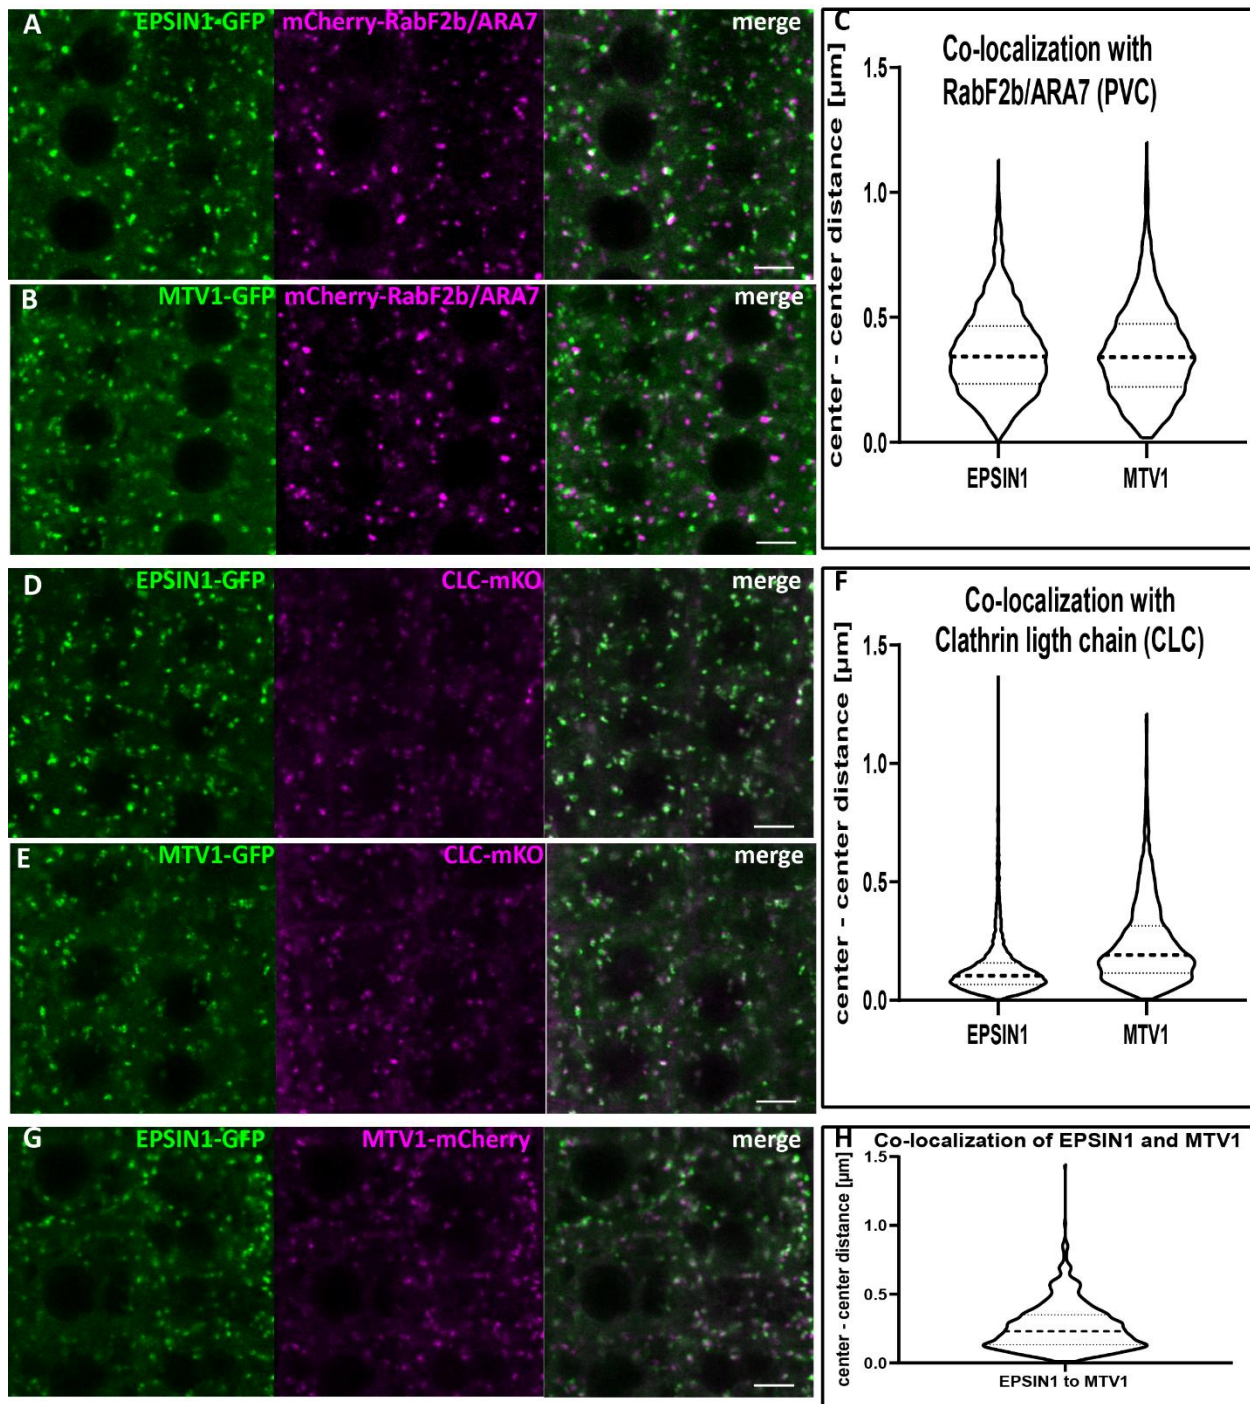 A EPSIN1-GFP mCherry-RabF2b/ARA7 merge
B MTV1-GFP mCherry-RabF2b/ARA7 merge
C
Co-localization with
RabF2b/ARA7 (PVC)
center - center distance [µm]
1.5
1.0
0.5
0.0
EPSIN1 MTV1
D EPSIN1-GFP CLC-mKO merge
E MTV1-GFP CLC-mKO merge
F
Co-localization with
Clathrin ligth chain (CLC)
center - center distance [µm]
1.5
1.0
0.5
0.0
EPSIN1 MTV1
G EPSIN1-GFP MTV1-mCherry merge
H Co-localization of EPSIN1 and MTV1
center - center distance [µm]
1.5
1.0
0.5
0.0
EPSIN1 to MTV1